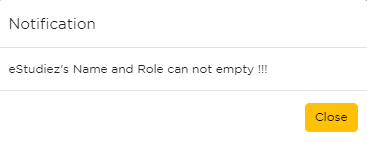 Notification
eStudiez's Name and Role can not empty !!!
Close